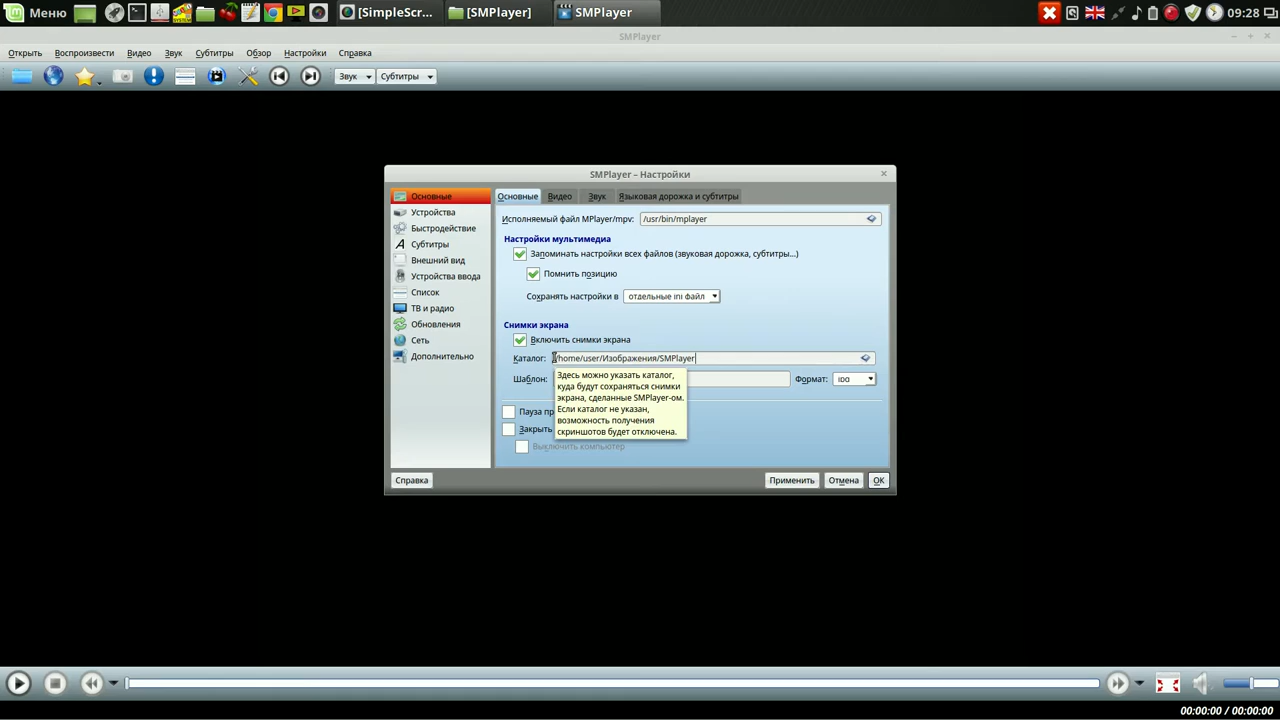 Меню
[SimpleScr...
[SMPlayer]
SMPlayer
09:28
SMPlayer
Открыть Воспроизвести Видео Звук Субтитры Обзор Настройки Справка
Звук Субтитры
SMPlayer – Настройки
Основные
Устройства
Быстродействие
Субтитры
Внешний вид
Устройства ввода
Список
ТВ и радио
Обновления
Сеть
Дополнительно
Основные Видео Звук Языковая дорожка и субтитры
Исполняемый файл MPlayer/mpv: /usr/bin/mplayer
Настройки мультимедиа
Запоминать настройки всех файлов (звуковая дорожка, субтитры...)
Помнить позицию
Сохранять настройки в отдельные ini файл
Снимки экрана
Включить снимки экрана
Каталог: /home/user/Изображения/SMPlayer
Шаблон: Формат: jpg
Здесь можно указать каталог,
куда будут сохраняться снимки
экрана, сделанные SMPlayer-ом.
Если каталог не указан,
возможность получения
скриншотов будет отключена.
Пауза
Закрыть
Выключить компьютер
Справка Применить Отмена OK
00:00:00 / 00:00:00